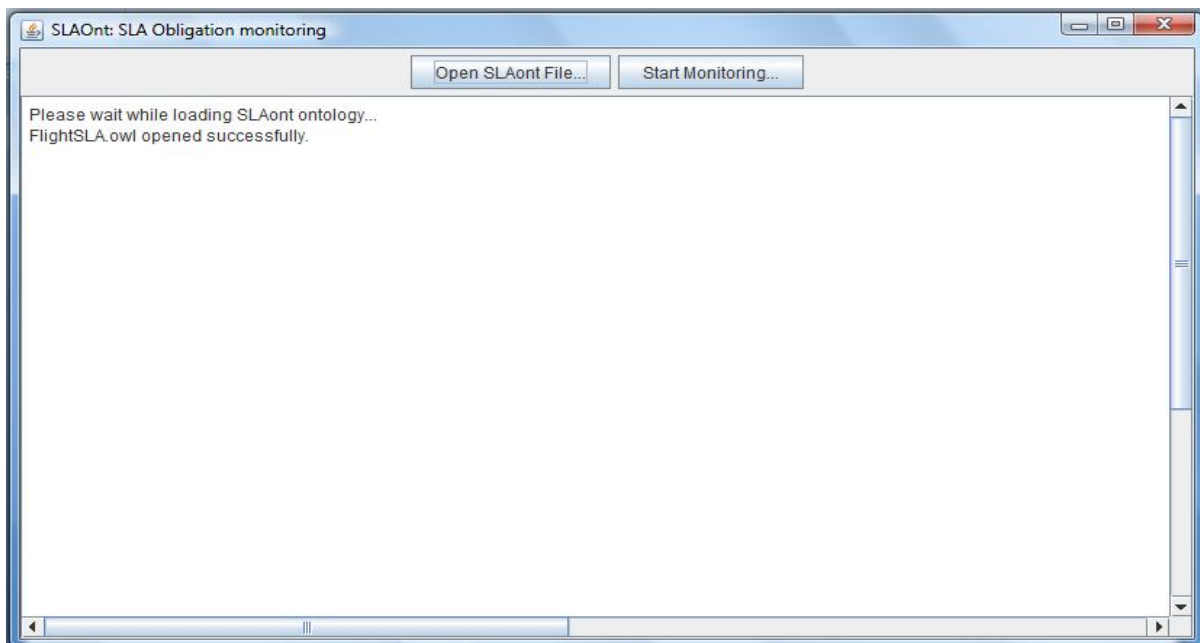 SLAOnt: SLA Obligation monitoring
Open SLAont File... Start Monitoring...
Please wait while loading SLAont ontology...
FlightSLA.owl opened successfully.